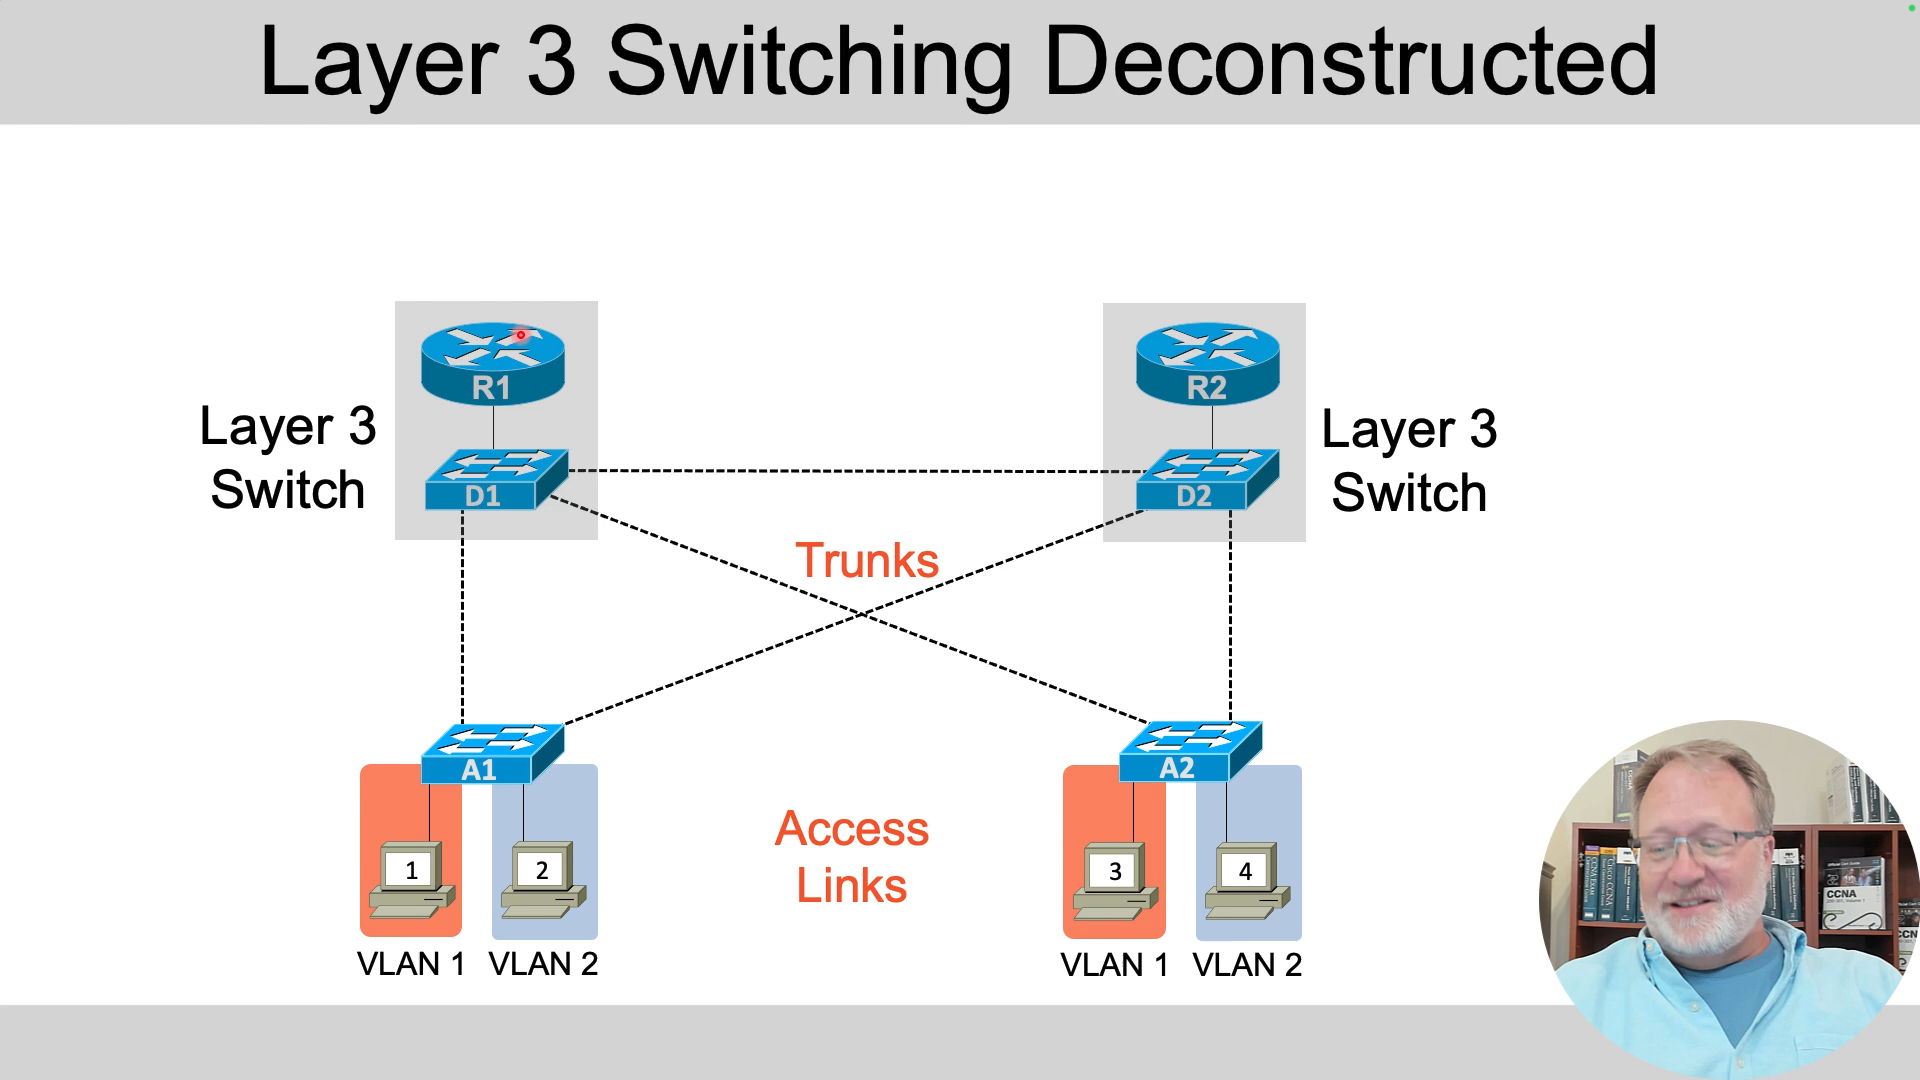 Layer 3 Switching Deconstructed
R1
R2
Layer 3
Switch
Layer 3
Switch
D1
D2
Trunks
A1
A2
Access
Links
1
2
3
4
VLAN 1
VLAN 2
VLAN 1
VLAN 2
CCNA